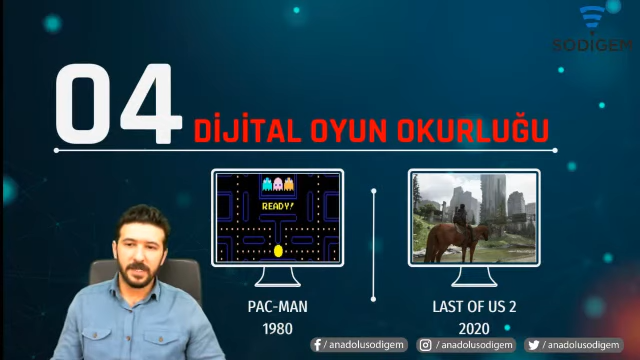 SODİGEM
04 DİJİTAL OYUN OKURLUĞU
READY!
PAC-MAN
1980
LAST OF US 2
2020
/anadolusodigem
/anadolusodigem
/anadolusodigem